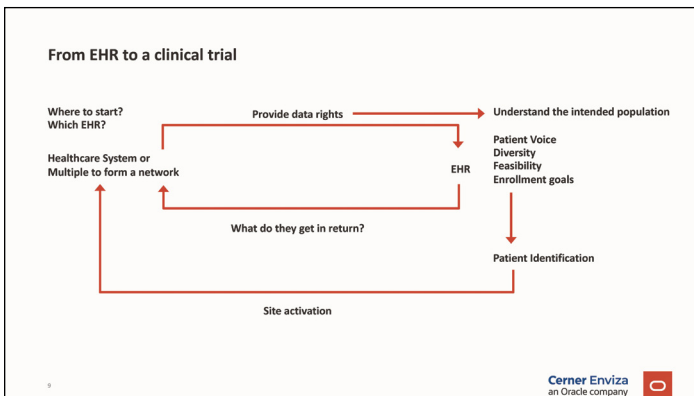 From EHR to a clinical trial
Where to start?
Which EHR?
Provide data rights
Understand the intended population
Healthcare System or
Multiple to form a network
EHR
Patient Voice
Diversity
Feasibility
Enrollment goals
What do they get in return?
Patient Identification
Site activation
9
Cerner Enviza
an Oracle company